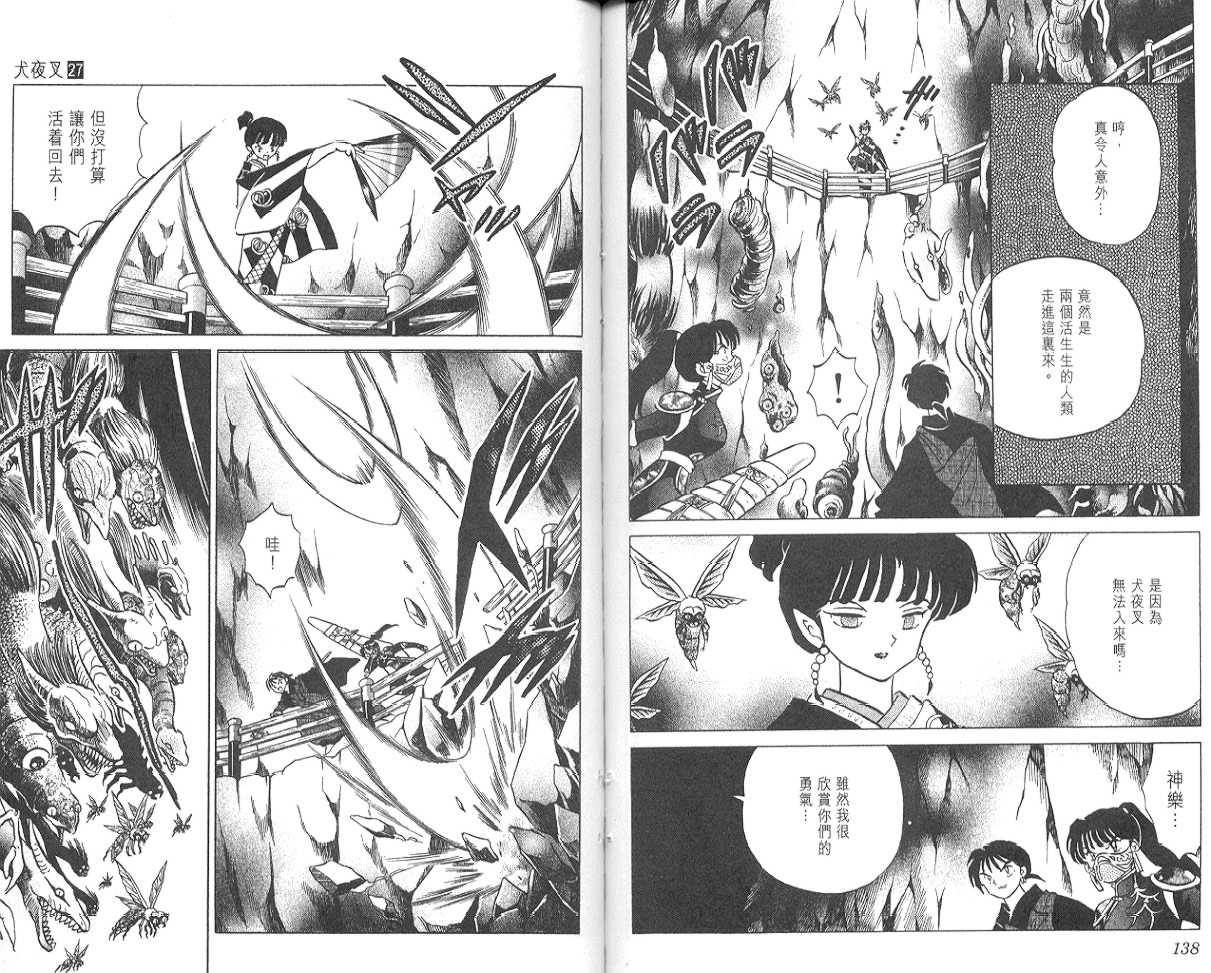 哼，
真令人意外…
竟然是
兩個活生生的人類
走進這裏來。
！
是因為
犬夜叉
無法入來嗎…
神樂…
雖然我很
欣賞你們的
勇氣…
138
犬夜叉27
但沒打算
讓你們
活着回去！
哇！